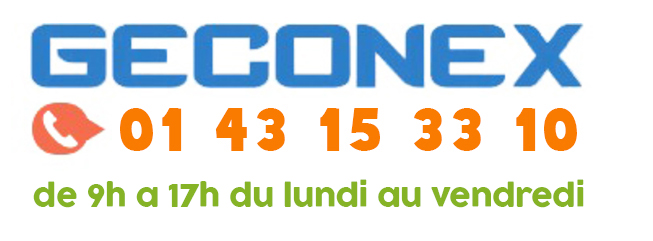 GECONEX
01 43 15 33 10
de 9h a 17h du lundi au vendredi